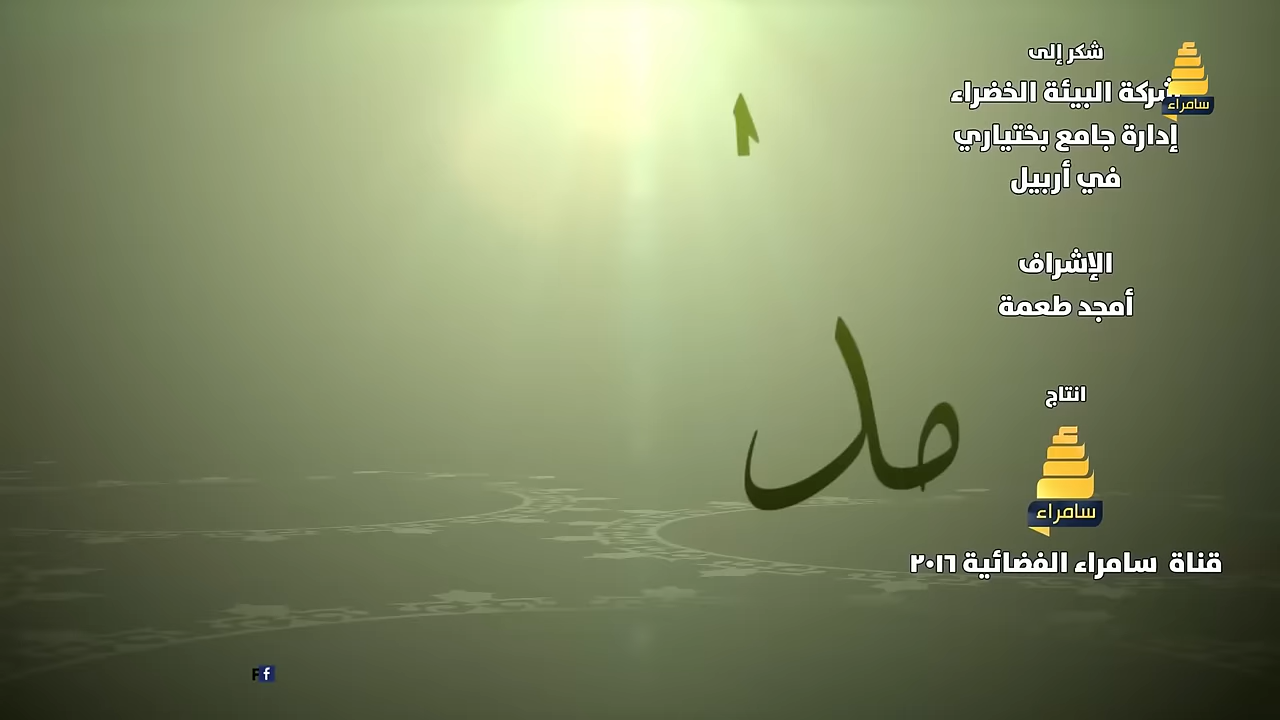 شكر إلى
شركة البيئة الخضراء
سامراء
إدارة جامع بختياري
في أربيل
الإشراف
أمجد طعمة
انتاج
سامراء
قناة سامراء الفضائية ٢٠١٦
F f